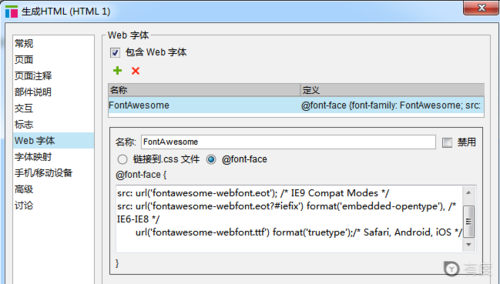 生成HTML (HTML 1)
常规
页面
页面注释
部件说明
交互
标志
Web 字体
字体映射
手机/移动设备
高级
讨论
Web 字体
包含 Web 字体
名称 定义
FontAwesome @font-face {font-family: FontAwesome; src:
名称: FontAwesome 禁用
链接到.css 文件 @font-face
@font-face {
src: url('fontawesome-webfont.eot'); /* IE9 Compat Modes */
src: url('fontawesome-webfont.eot?#iefix') format('embedded-opentype'), /*
IE6-IE8 */
url('fontawesome-webfont.ttf') format('truetype');/* Safari, Android, iOS */
}